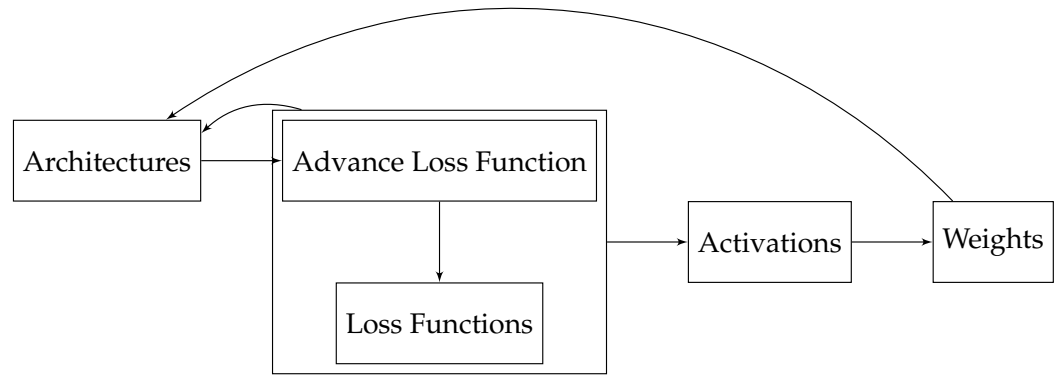 Architectures
Advance Loss Function
Loss Functions
Activations
Weights